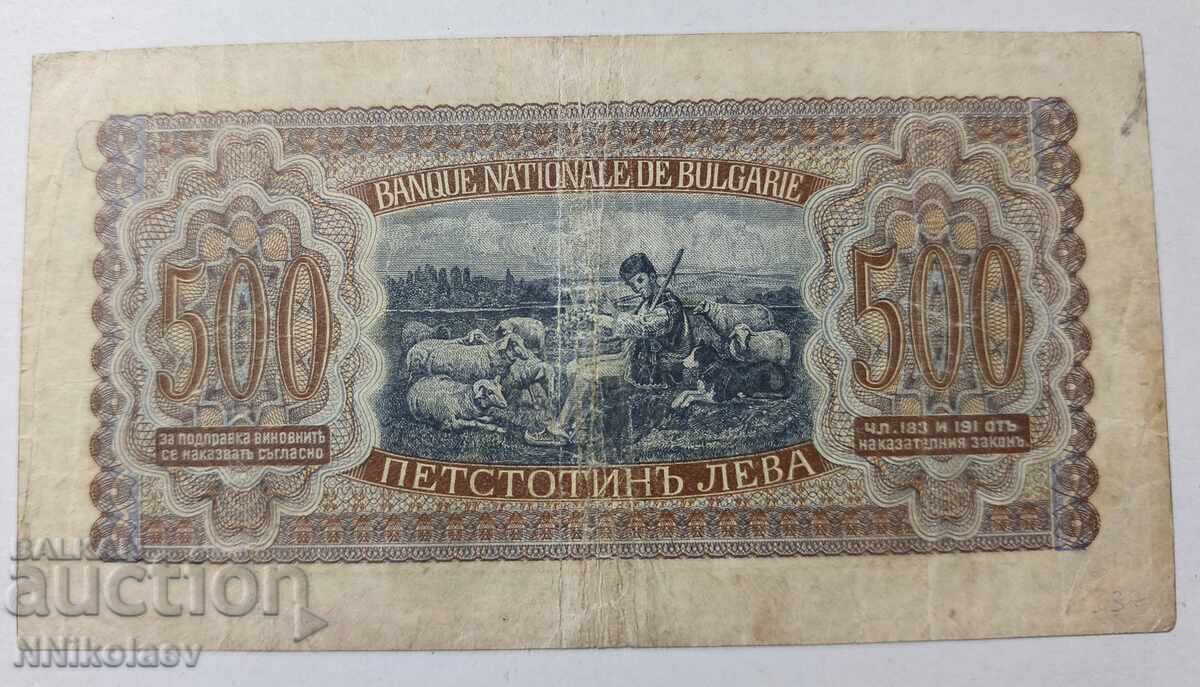 BANQUE NATIONALE DE BULGARIE
500
500
ЗА ПОДПРАВКА ВИНОВНИТѢ
СЕ НАКАЗВАТЪ СЪГЛАСНО
ЧЛ. 183 И 191 ОТЪ
НАКАЗАТЕЛНИЯ ЗАКОНЪ
ПЕТСТОТИНЪ ЛЕВА
BALKAN
auction
NNikolaev